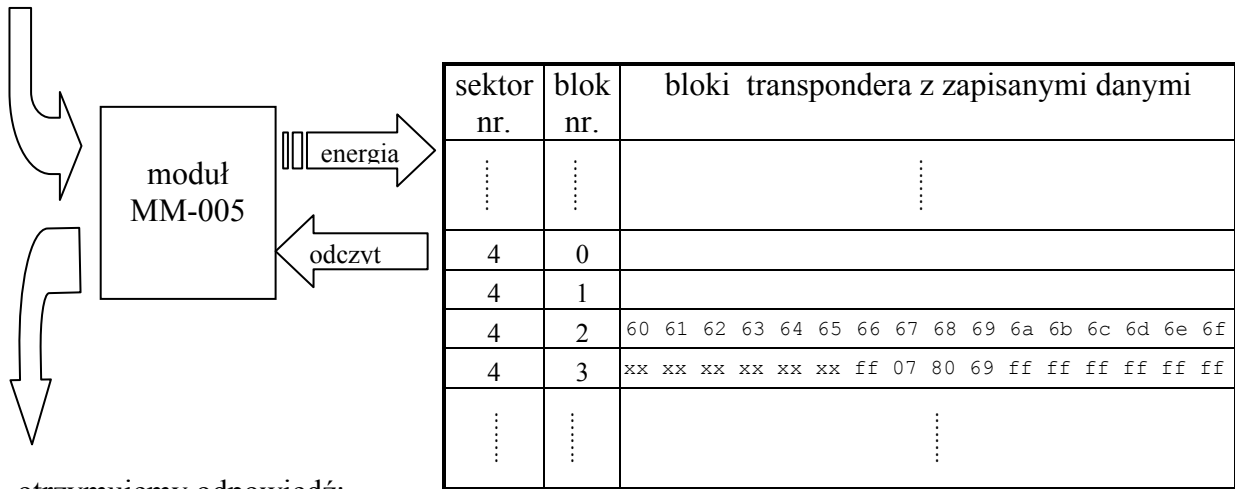 sektor nr. blok nr. bloki transpondera z zapisanymi danymi
moduł
MM-005
energia
odczyt
4 0
4 1
4 2 60 61 62 63 64 65 66 67 68 69 6a 6b 6c 6d 6e 6f
4 3 xx xx xx xx xx xx ff 07 80 69 ff ff ff ff ff ff
otrzymujemy odpowiedź: